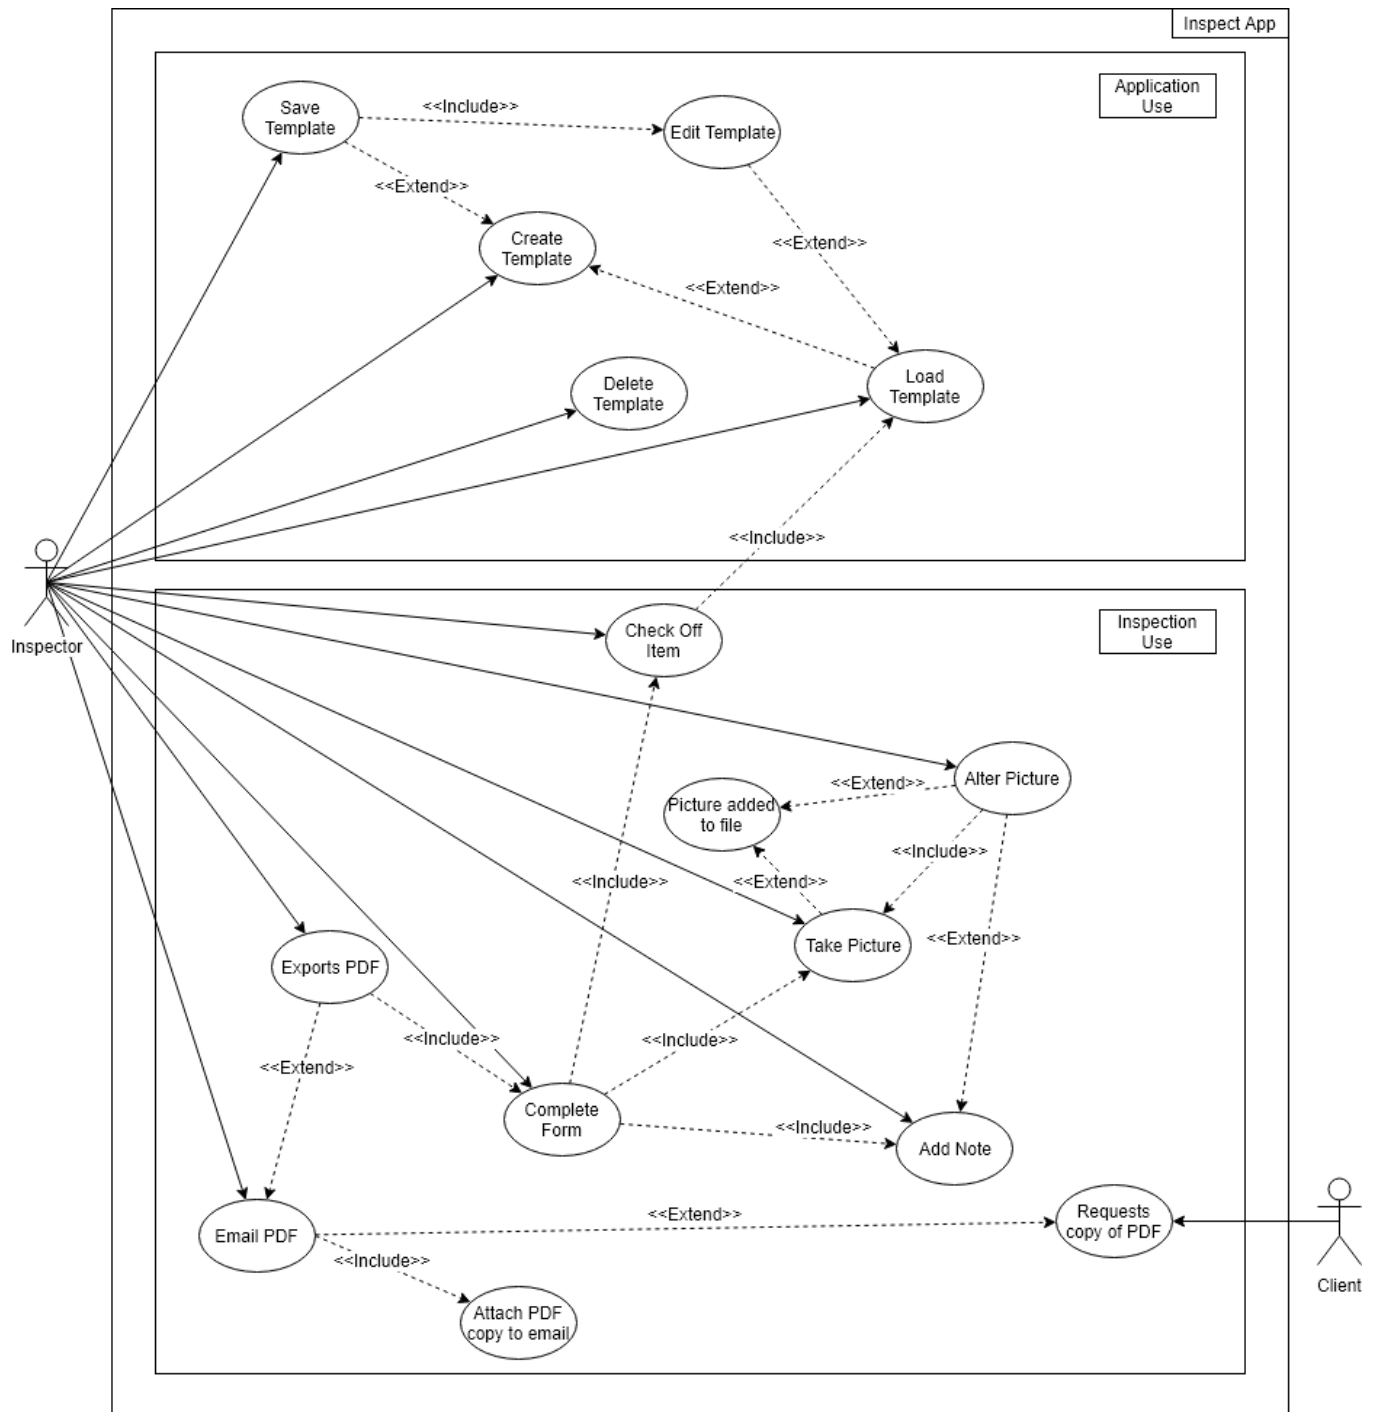 Inspect App
Application
Use
Save
Template
<<Include>>
Edit Template
<<Extend>>
Create
Template
<<Extend>>
<<Extend>>
Delete
Template
Load
Template
<<Include>>
Inspector
Inspection
Use
Check Off
Item
Alter Picture
<<Extend>>
Picture added
to file
<<Include>>
<<Include>>
<<Extend>>
Take Picture
<<Extend>>
Exports PDF
<<Include>>
<<Include>>
<<Extend>>
Complete
Form
<<Include>>
Add Note
Email PDF
<<Extend>>
Requests
copy of PDF
<<Include>>
Client
Attach PDF
copy to email